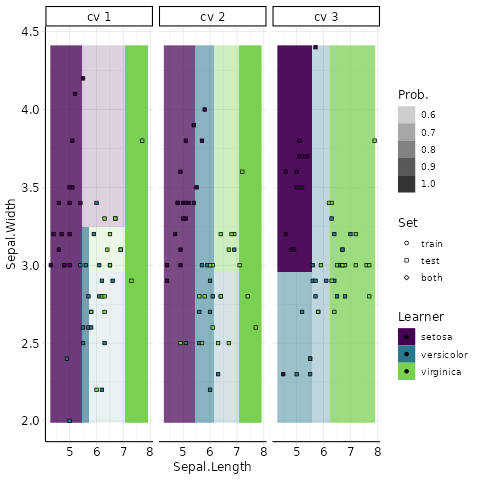 cv 1 cv 2 cv 3
4.5
4.0
3.5
3.0
2.5
2.0
Sepal.Width
5 6 7 8 5 6 7 8 5 6 7 8
Sepal.Length
Prob.
0.6
0.7
0.8
0.9
1.0
Set
train
test
both
Learner
setosa
versicolor
virginica